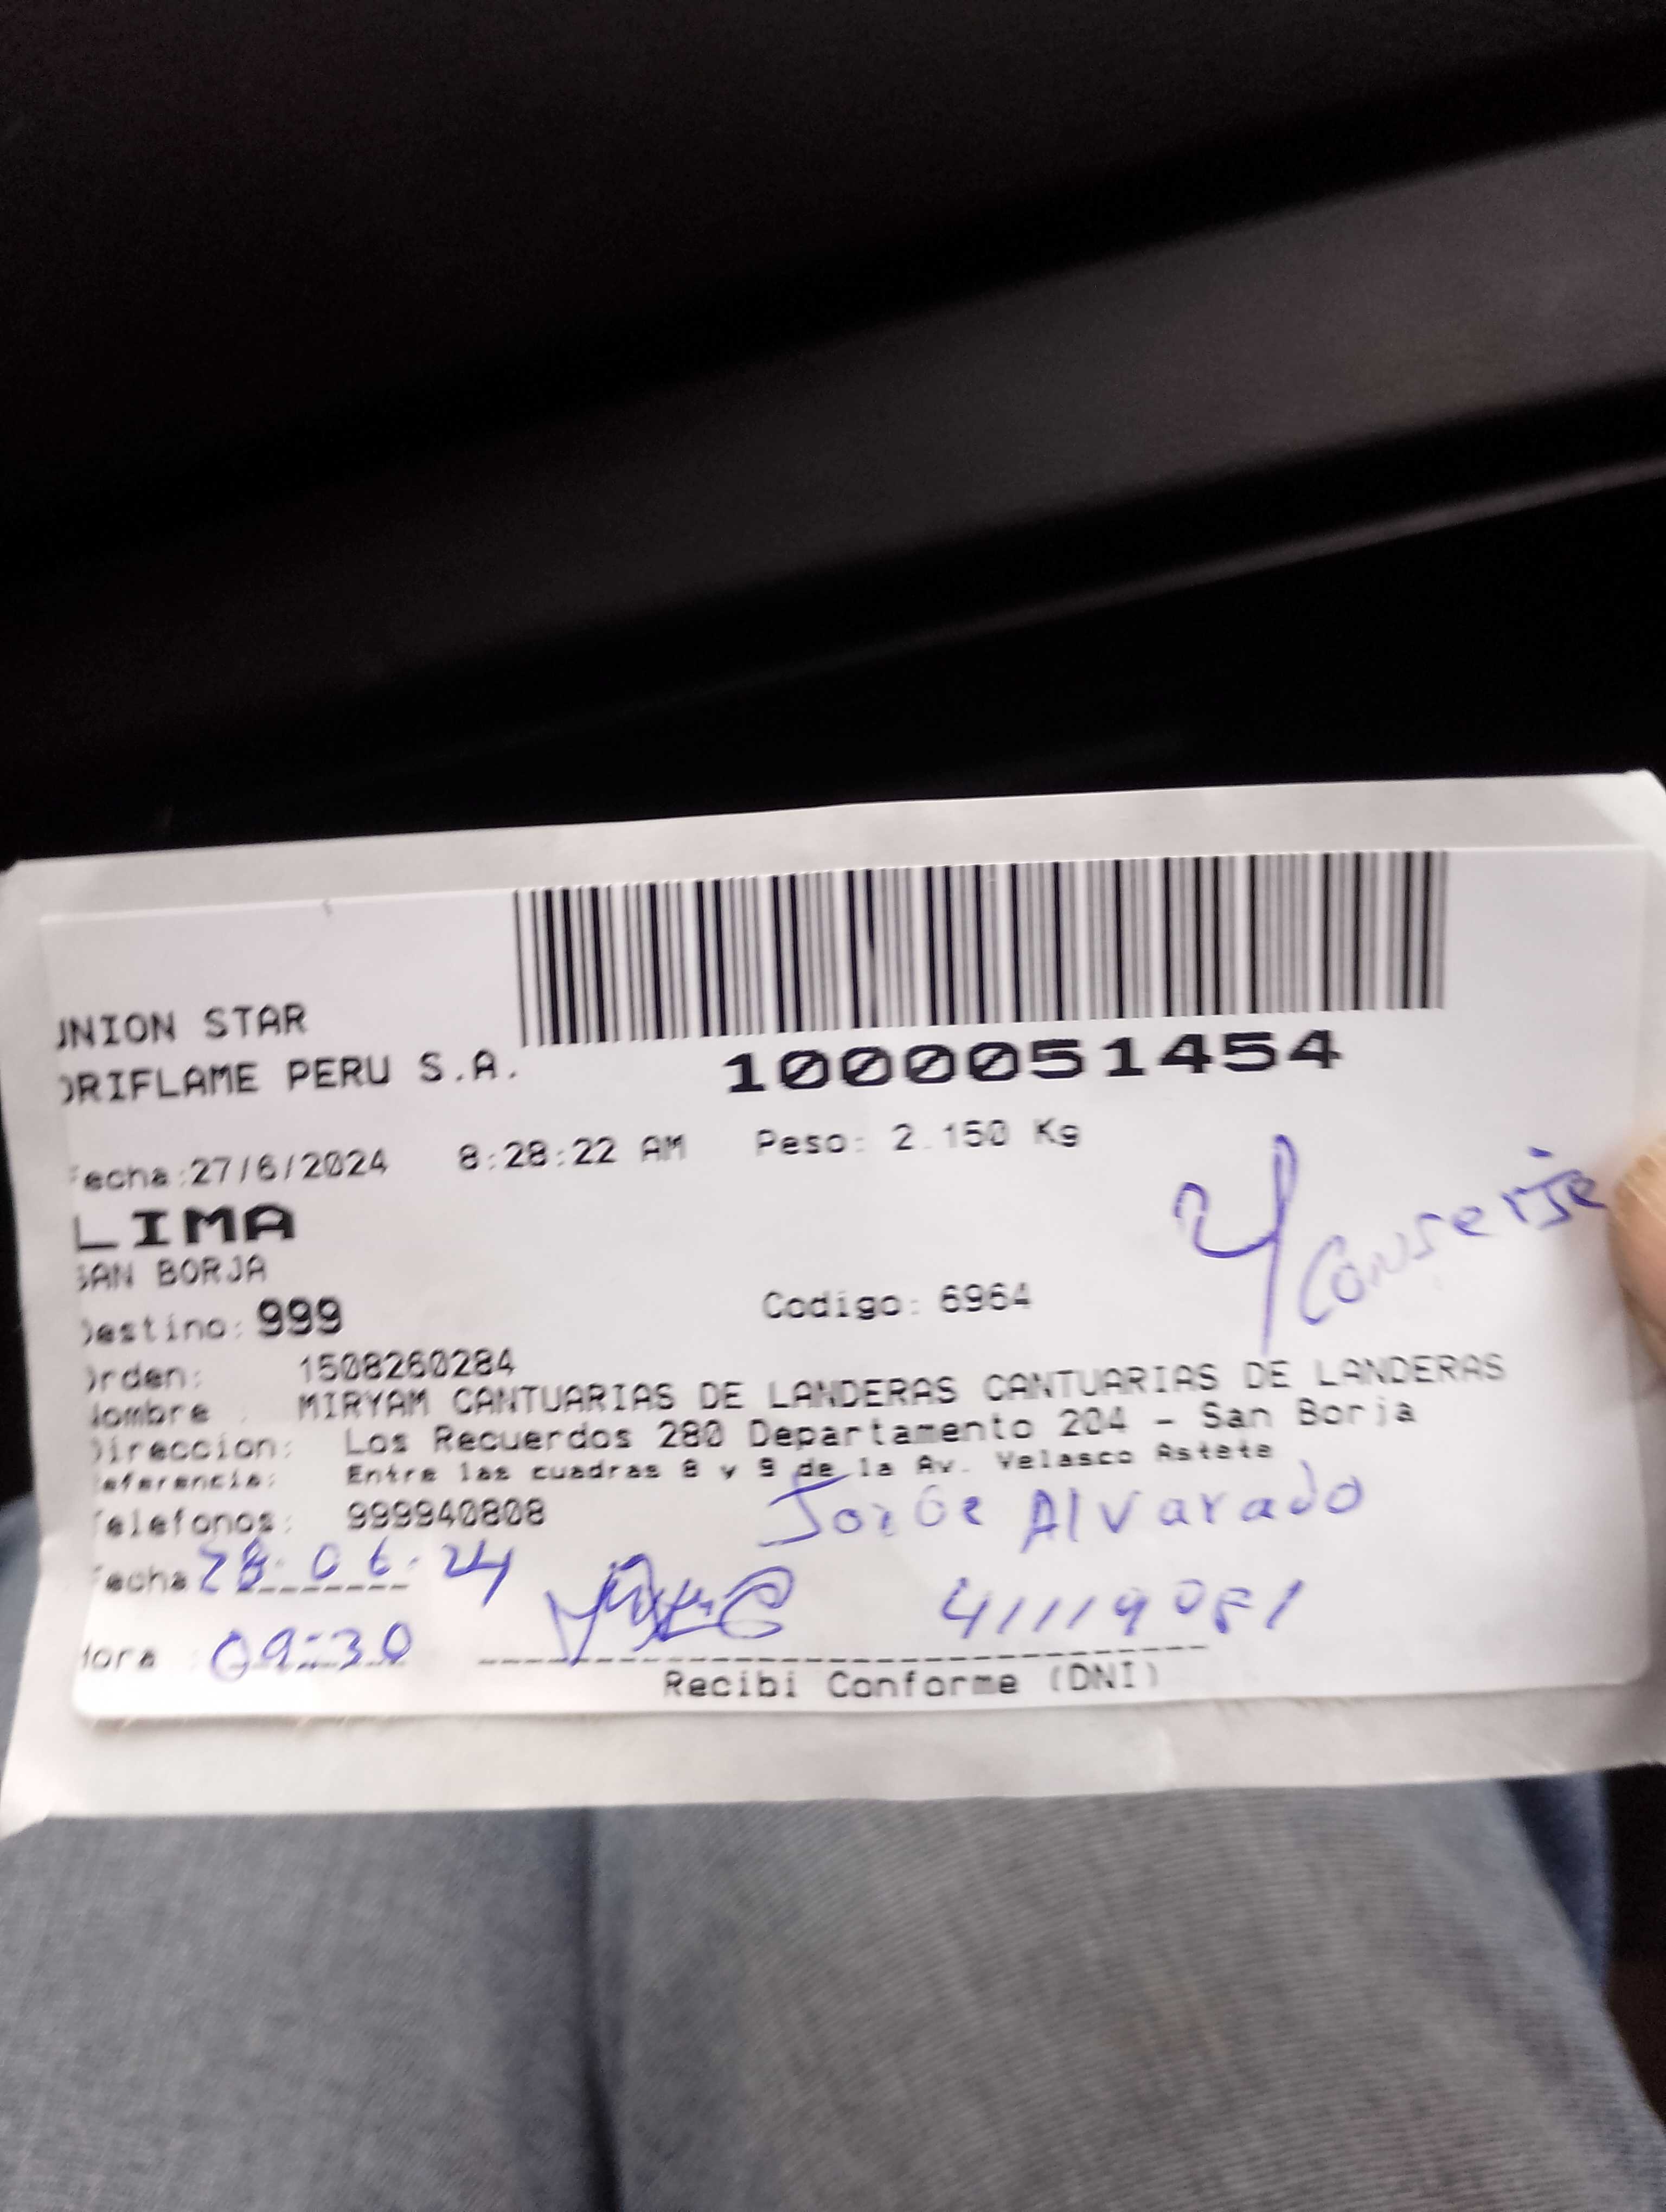 UNION STAR
ORIFLAME PERU S.A.
1000051454
Fecha:27/6/2024 8:28:22 AM Peso: 2.150 Kg
LIMA
SAN BORJA
Conserje
Destino: 999 Codigo: 6964
Orden: 1508260284
Nombre : MIRYAM CANTUARIAS DE LANDERAS CANTUARIAS DE LANDERAS
Direccion: Los Recuerdos 280 Departamento 204 - San Borja
Referencia: Entre las cuadras 8 y 9 de la Av. Velasco Astete
Telefonos: 999940808
Jorge Alvarado
Fecha 28-06-24
41119081
Hora : 09:30
Recibi Conforme (DNI)